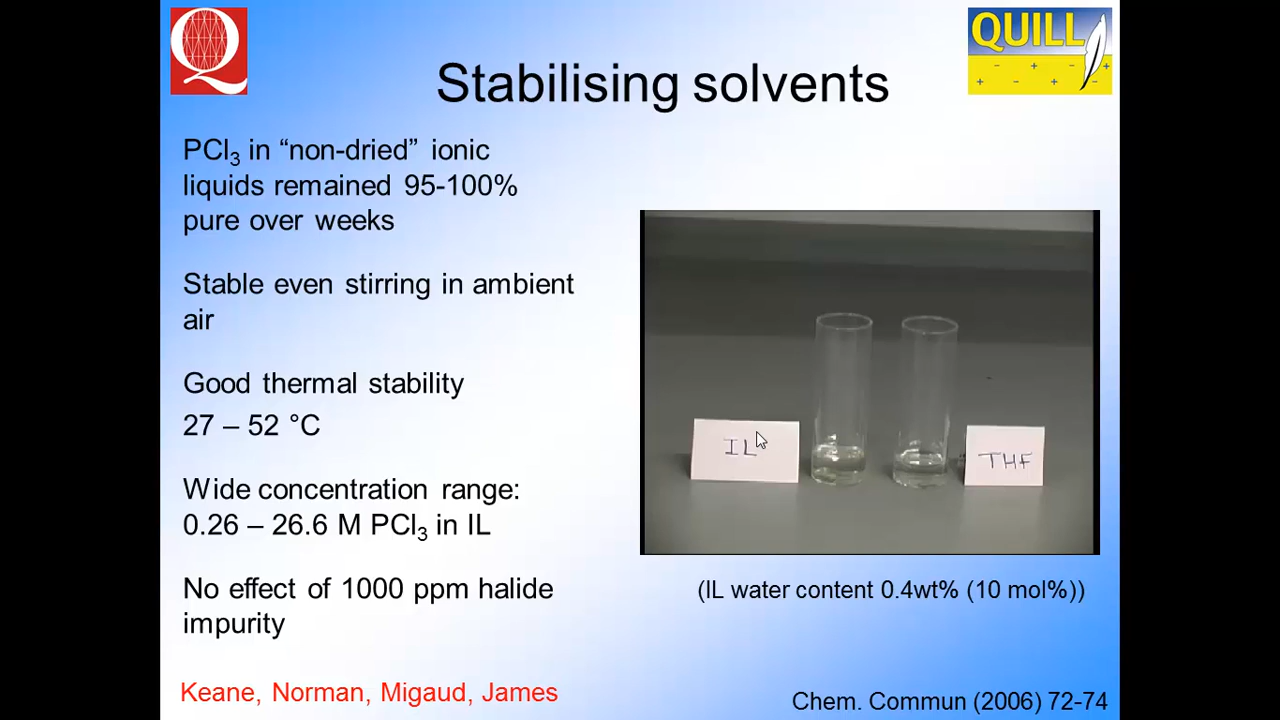 Q
QUILL
Stabilising solvents
PCl₃ in “non-dried” ionic
liquids remained 95-100%
pure over weeks
Stable even stirring in ambient
air
Good thermal stability
27 – 52 °C
Wide concentration range:
0.26 – 26.6 M PCl₃ in IL
No effect of 1000 ppm halide
impurity
IL
THF
(IL water content 0.4wt% (10 mol%))
Keane, Norman, Migaud, James
Chem. Commun (2006) 72-74